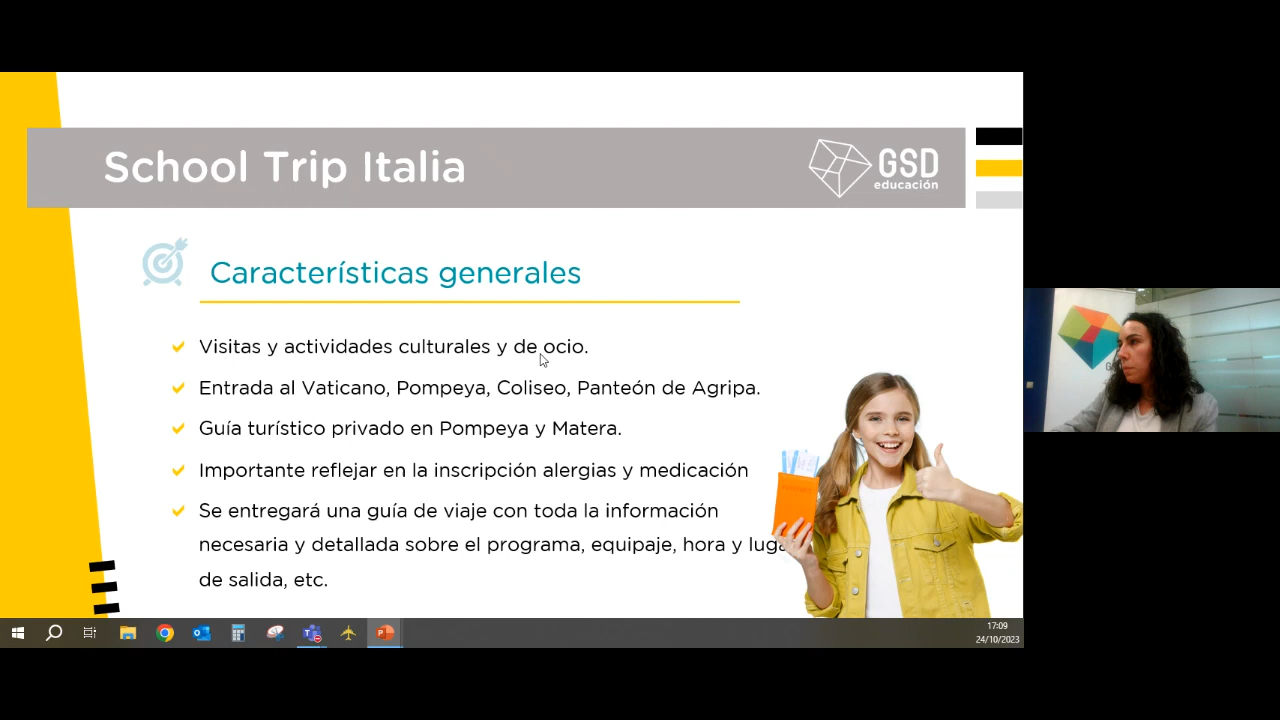 School Trip Italia
GSD
educación
Características generales
Visitas y actividades culturales y de ocio.
Entrada al Vaticano, Pompeya, Coliseo, Panteón de Agripa.
Guía turístico privado en Pompeya y Matera.
Importante reflejar en la inscripción alergias y medicación
Se entregará una guía de viaje con toda la información
necesaria y detallada sobre el programa, equipaje, hora y luga
de salida, etc.
17:09
24/10/2023